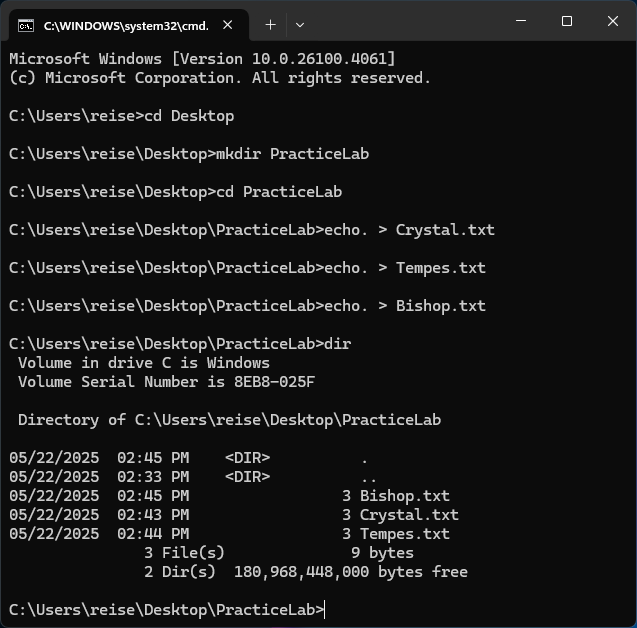 C:\WINDOWS\system32\cmd.
Microsoft Windows [Version 10.0.26100.4061]
(c) Microsoft Corporation. All rights reserved.
C:\Users\reise>cd Desktop
C:\Users\reise\Desktop>mkdir PracticeLab
C:\Users\reise\Desktop>cd PracticeLab
C:\Users\reise\Desktop\PracticeLab>echo. > Crystal.txt
C:\Users\reise\Desktop\PracticeLab>echo. > Tempes.txt
C:\Users\reise\Desktop\PracticeLab>echo. > Bishop.txt
C:\Users\reise\Desktop\PracticeLab>dir
 Volume in drive C is Windows
 Volume Serial Number is 8EB8-025F
 Directory of C:\Users\reise\Desktop\PracticeLab
05/22/2025  02:45 PM    <DIR>          .
05/22/2025  02:33 PM    <DIR>          ..
05/22/2025  02:45 PM                 3 Bishop.txt
05/22/2025  02:43 PM                 3 Crystal.txt
05/22/2025  02:44 PM                 3 Tempes.txt
               3 File(s)              9 bytes
               2 Dir(s)  180,968,448,000 bytes free
C:\Users\reise\Desktop\PracticeLab>